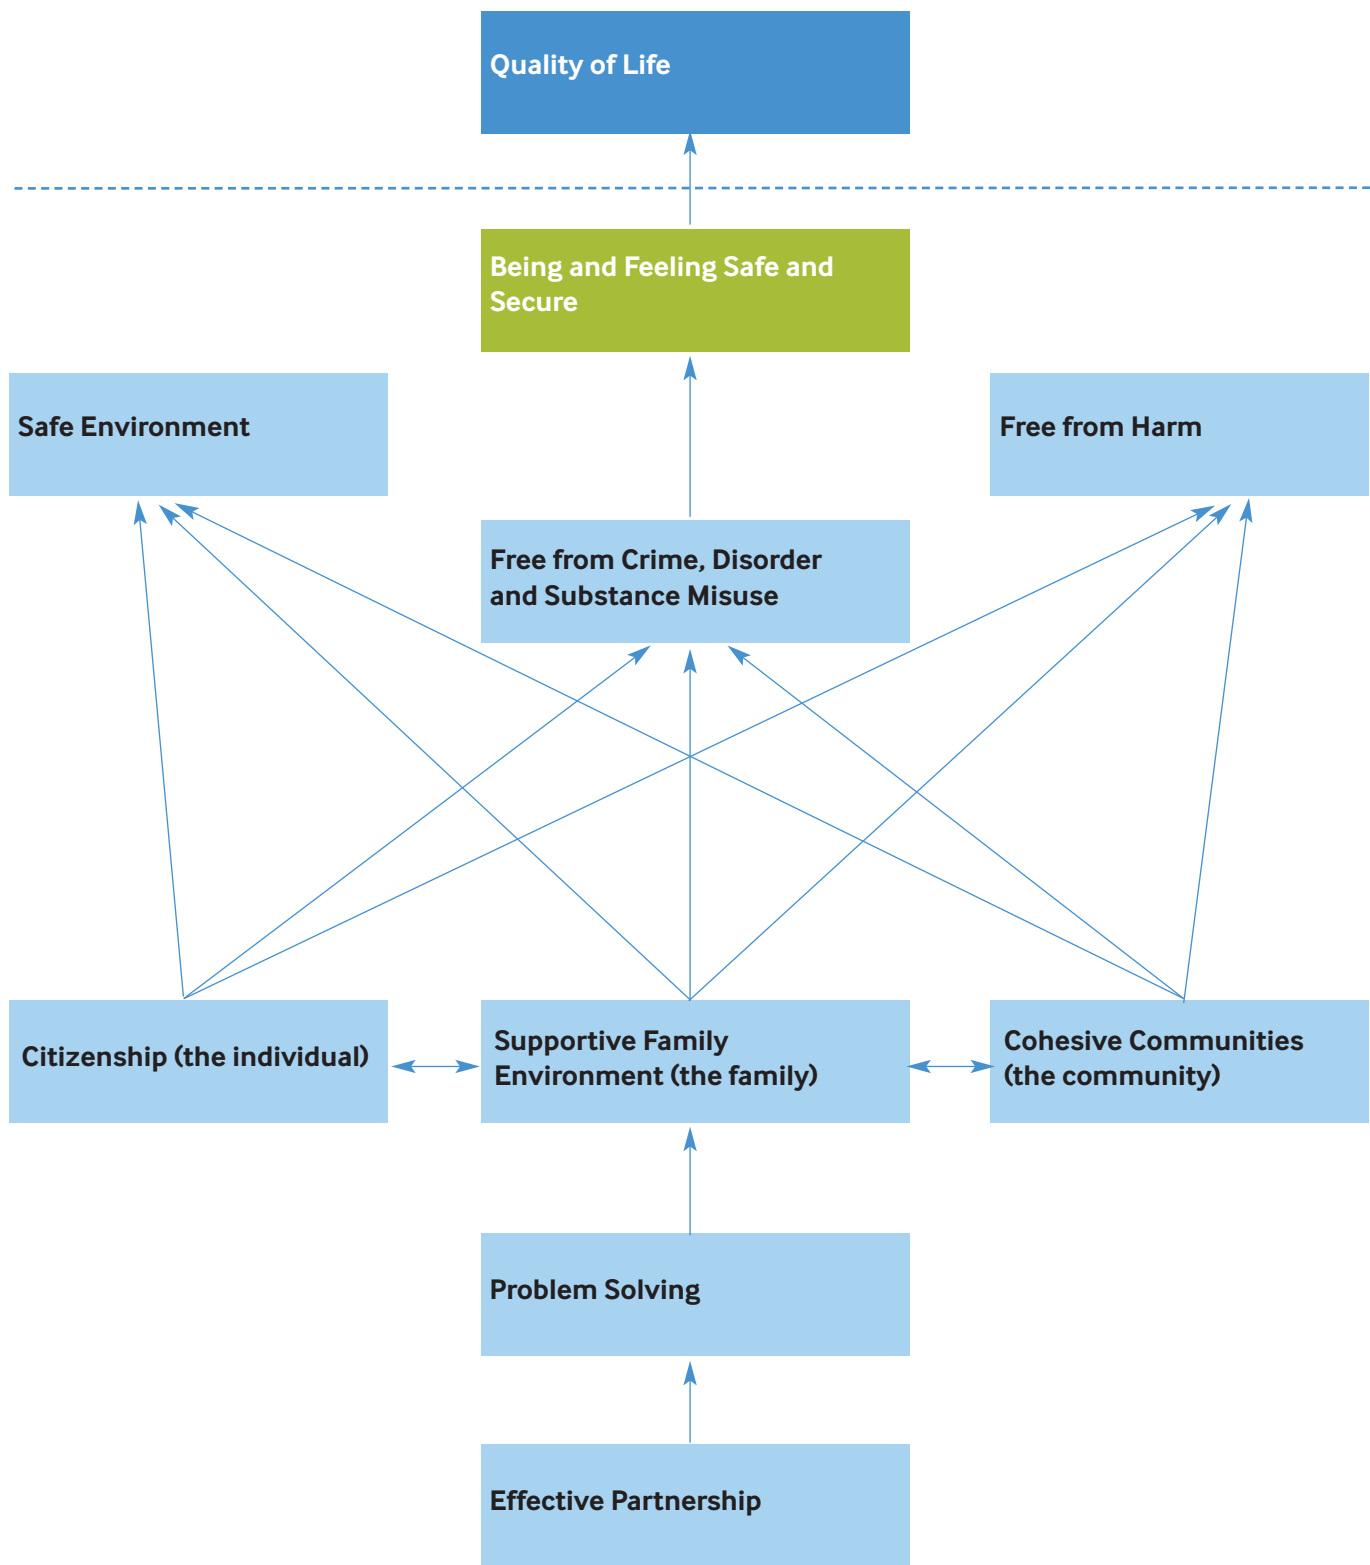 Quality of Life
Being and Feeling Safe and
Secure
Safe Environment
Free from Harm
Free from Crime, Disorder
and Substance Misuse
Citizenship (the individual)
Supportive Family
Environment (the family)
Cohesive Communities
(the community)
Problem Solving
Effective Partnership